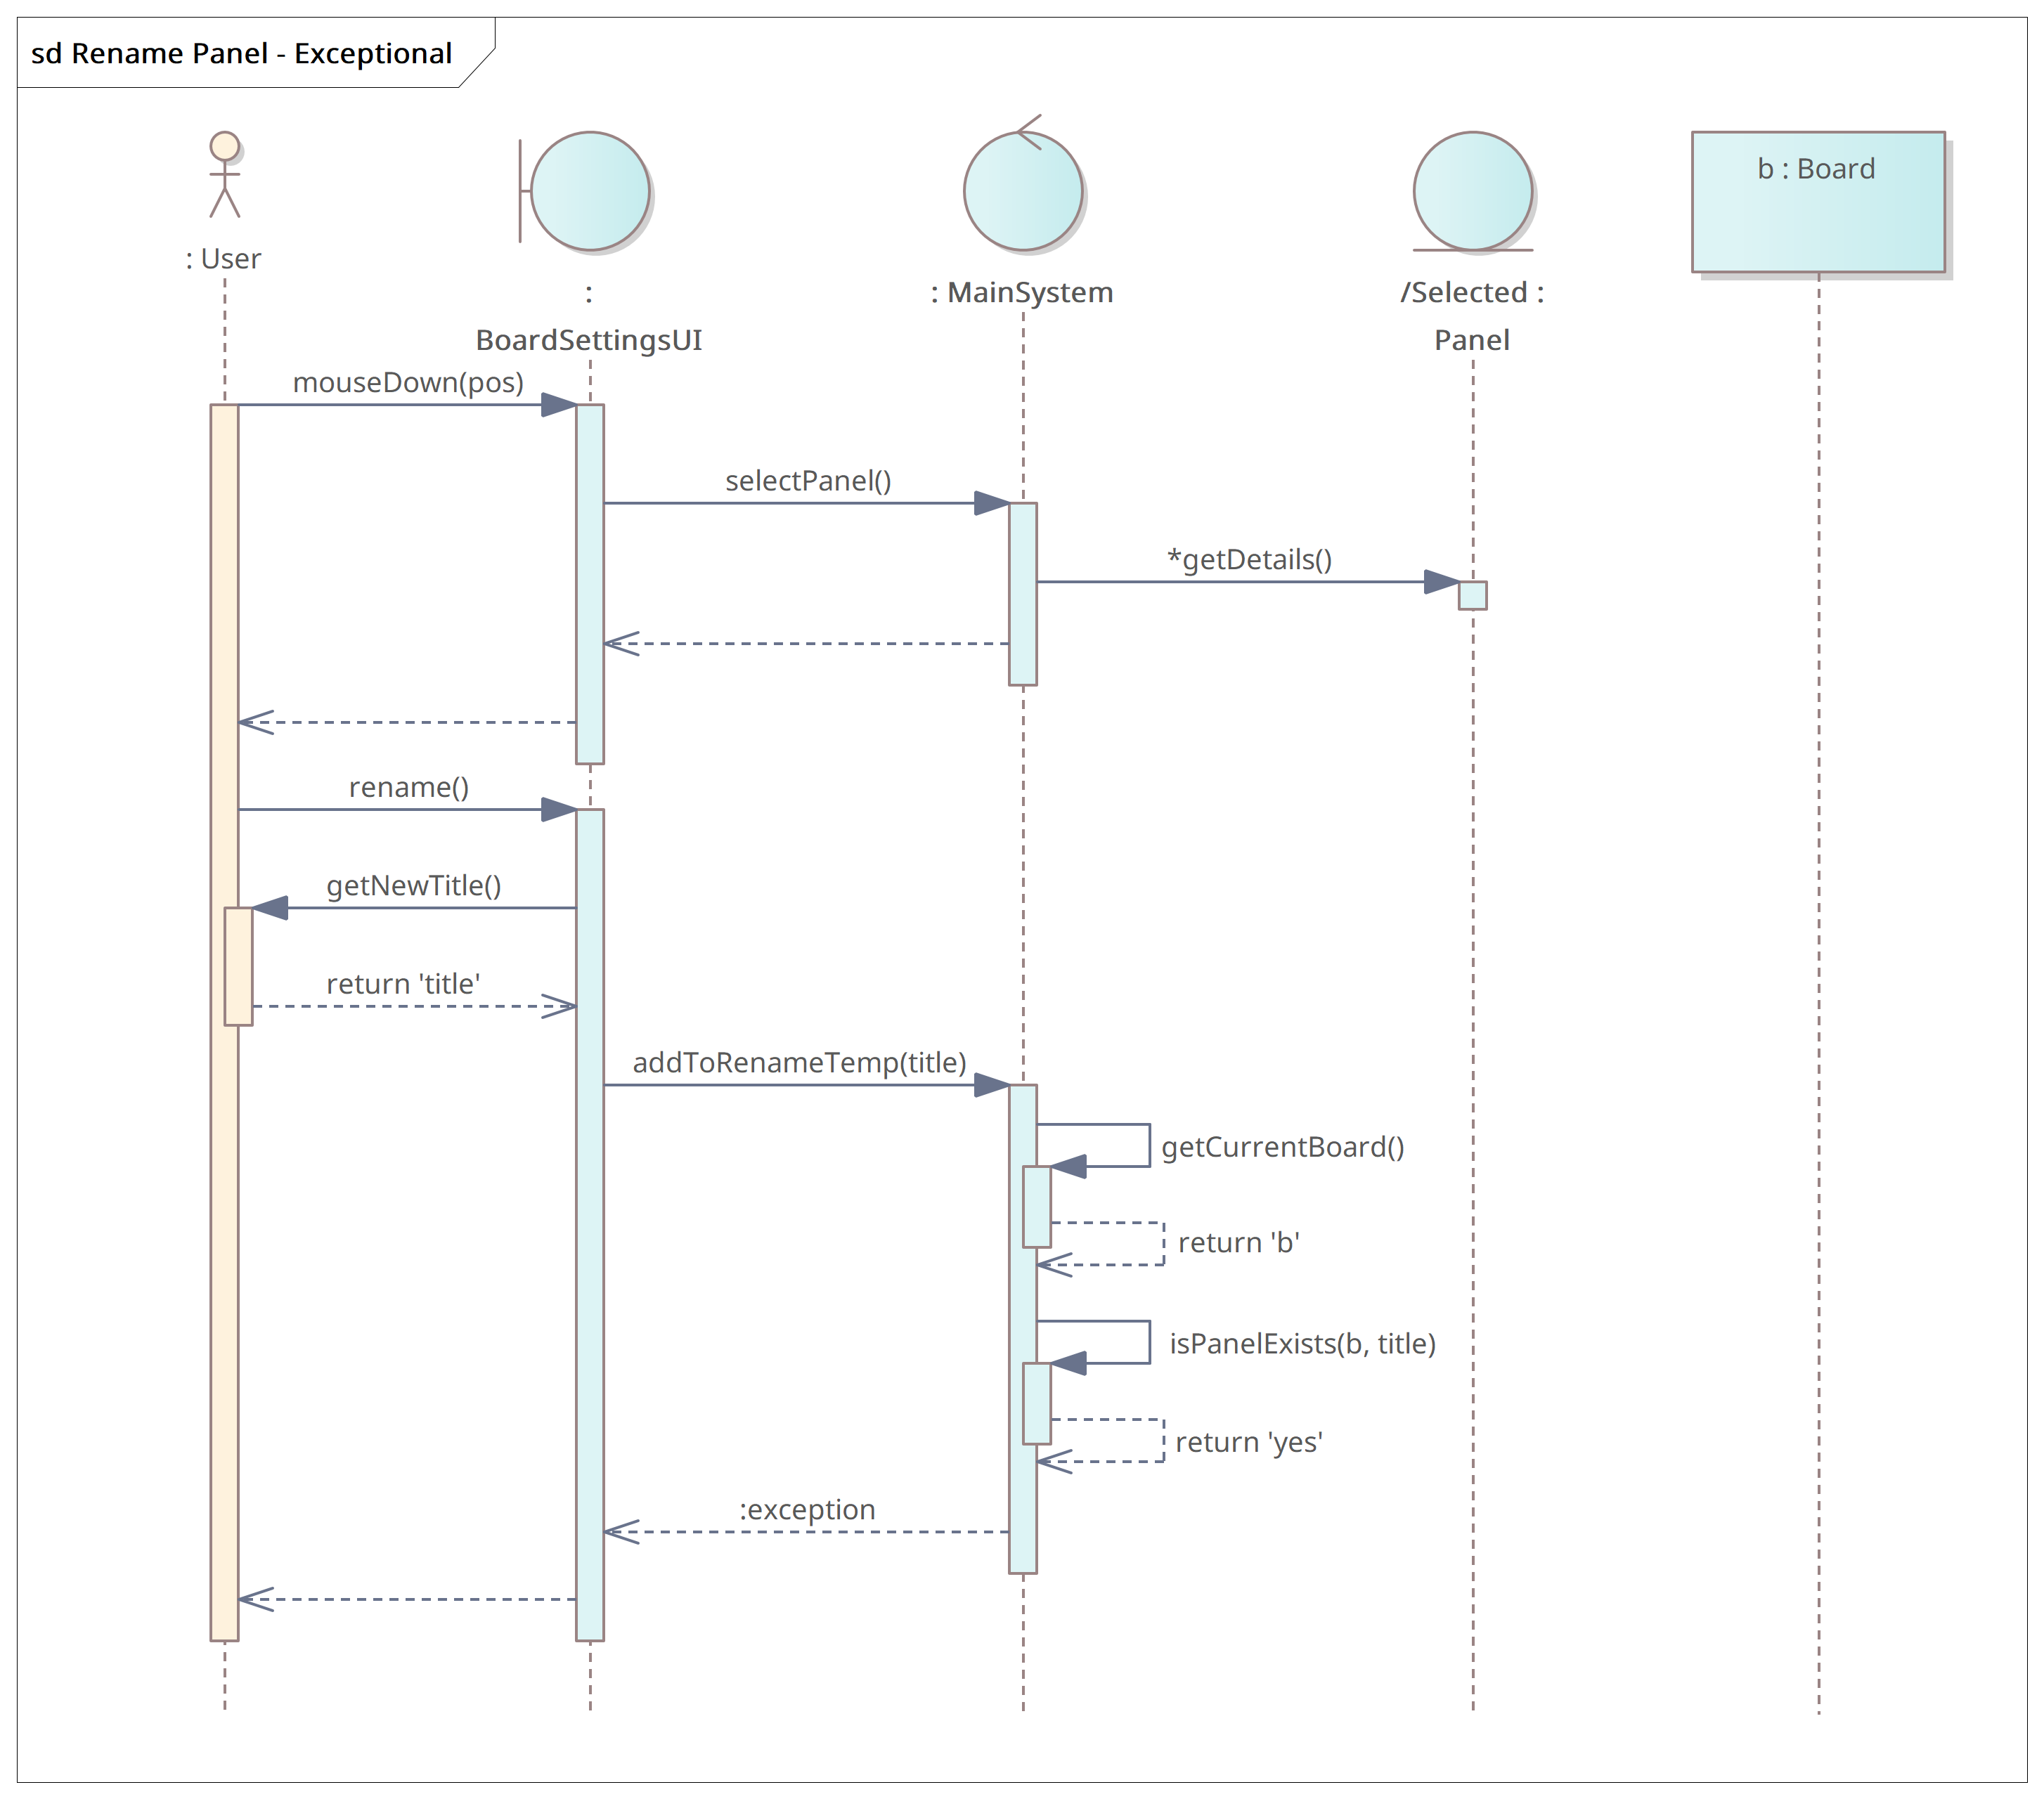 sd Rename Panel - Exceptional
: User
:
BoardSettingsUI
: MainSystem
/Selected :
Panel
b : Board
mouseDown(pos)
selectPanel()
*getDetails()
rename()
getNewTitle()
return 'title'
addToRenameTemp(title)
getCurrentBoard()
return 'b'
isPanelExists(b, title)
return 'yes'
:exception